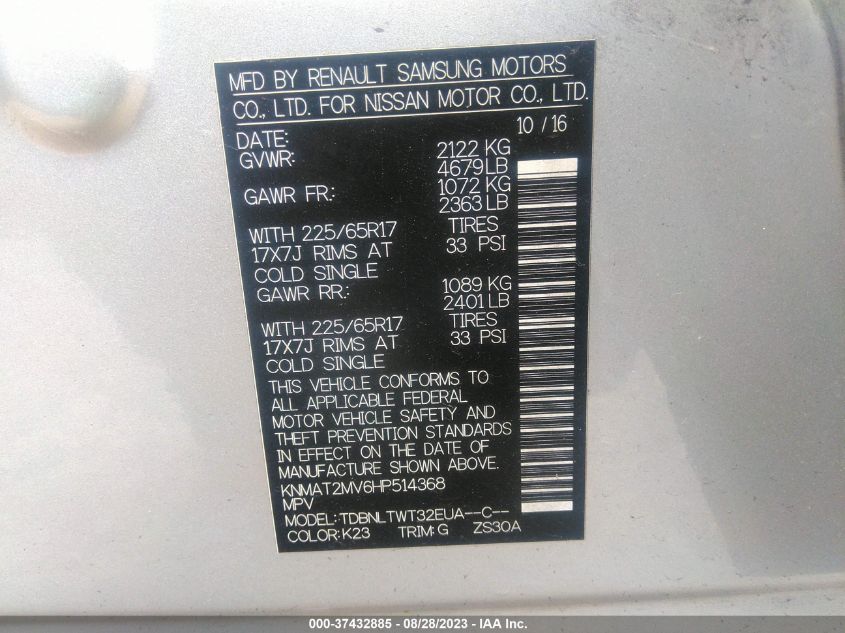 MFD BY RENAULT SAMSUNG MOTORS
CO., LTD. FOR NISSAN MOTOR CO., LTD.
DATE: 10 / 16
GVWR: 2122 KG
4679 LB
GAWR FR.: 1072 KG
2363 LB
WITH 225/65R17 TIRES
17X7J RIMS AT 33 PSI
COLD SINGLE
GAWR RR.: 1089 KG
2401 LB
WITH 225/65R17 TIRES
17X7J RIMS AT 33 PSI
COLD SINGLE
THIS VEHICLE CONFORMS TO
ALL APPLICABLE FEDERAL
MOTOR VEHICLE SAFETY AND
THEFT PREVENTION STANDARDS
IN EFFECT ON THE DATE OF
MANUFACTURE SHOWN ABOVE.
KNMAT2MV6HP514368
MPV
MODEL: TDBNLTWT32EUA--C--
COLOR: K23 TRIM: G ZS30A
000-37432885 - 08/28/2023 - IAA Inc.